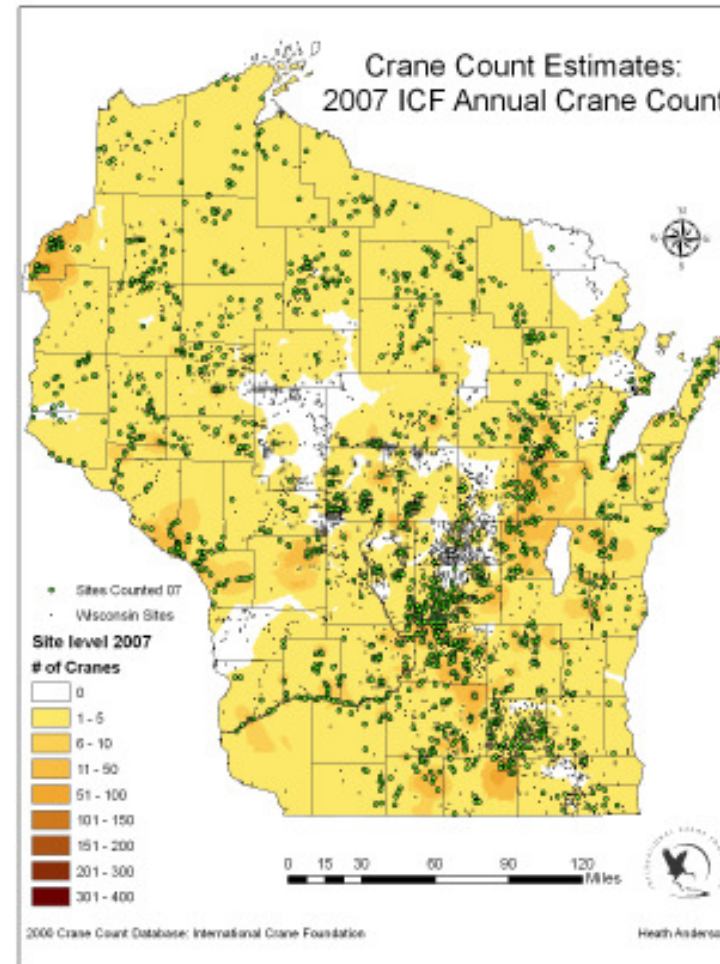 Crane Count Estimates:
2007 ICF Annual Crane Count
N
S
Sites Counted 07
Wisconsin Sites
Site level 2007
# of Cranes
0
1 - 5
6 - 10
11 - 50
51 - 100
101 - 150
151 - 200
201 - 300
301 - 400
0 15 30 60 90 120
Miles
2008 Crane Count Database: International Crane Foundation
Heath Anderso